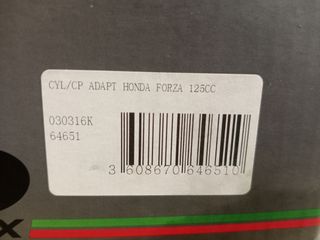 CYL/CP ADAPT HONDA FORZA 125CC
030316K
64651
3 608670 646510
X